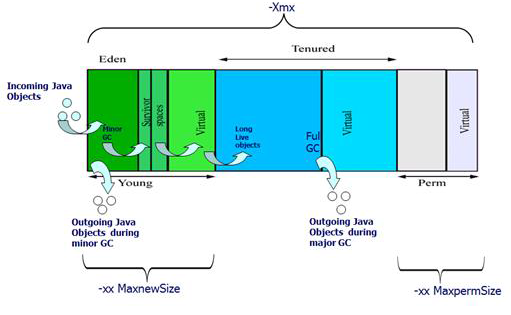 -Xmx
Eden
Tenured
Incoming Java
Objects
Minor
GC
Survivor
spaces
Virtual
Long
Live
objects
Full
GC
Virtual
Virtual
Young
Perm
Outgoing Java
Objects during
minor GC
Outgoing Java
Objects during
major GC
-xx MaxnewSize
-xx MaxpermSize